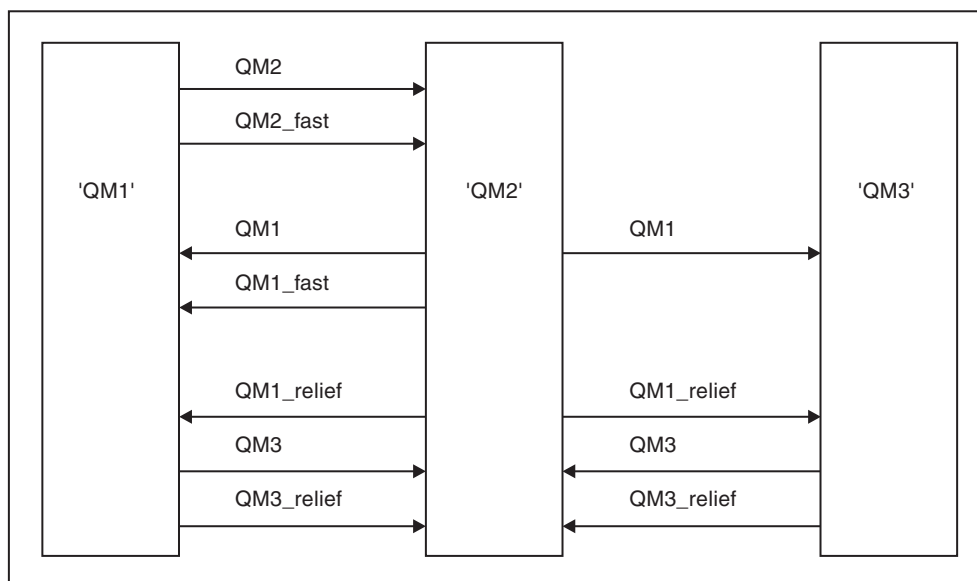 QM2
QM2_fast
'QM1' 'QM2' 'QM3'
QM1 QM1
QM1_fast
QM1_relief QM1_relief
QM3 QM3
QM3_relief QM3_relief